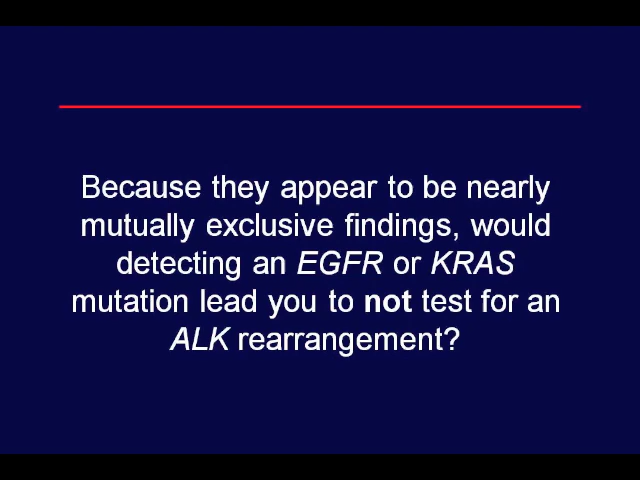 Because they appear to be nearly
mutually exclusive findings, would
detecting an EGFR or KRAS
mutation lead you to not test for an
ALK rearrangement?